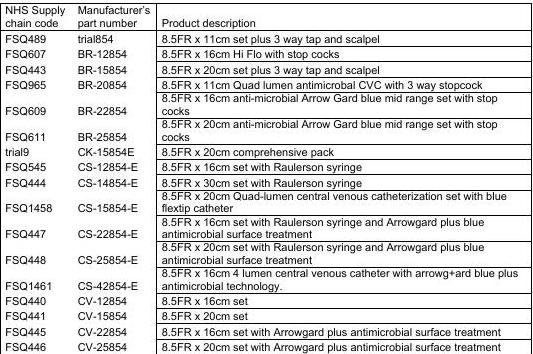 NHS Supply chain code Manufacturer's part number Product description
FSQ489 trial854 8.5FR x 11cm set plus 3 way tap and scalpel
FSQ607 BR-12854 8.5FR x 16cm Hi Flo with stop cocks
FSQ443 BR-15854 8.5FR x 20cm set plus 3 way tap and scalpel
FSQ965 BR-20854 8.5FR x 11cm Quad lumen antimicrobal CVC with 3 way stopcock
8.5FR x 16cm anti-microbial Arrow Gard blue mid range set with stop
FSQ609 BR-22854 cocks
8.5FR x 20cm anti-microbial Arrow Gard blue mid range set with stop
FSQ611 BR-25854 cocks
trial9 CK-15854E 8.5FR x 20cm comprehensive pack
FSQ545 CS-12854-E 8.5FR x 16cm set with Raulerson syringe
FSQ444 CS-14854-E 8.5FR x 30cm set with Raulerson syringe
8.5FR x 20cm Quad-lumen central venous catheterization set with blue
FSQ1458 CS-15854-E flextip catheter
8.5FR x 16cm set with Raulerson syringe and Arrowgard plus blue
FSQ447 CS-22854-E antimicrobial surface treatment
8.5FR x 20cm set with Raulerson syringe and Arrowgard plus blue
FSQ448 CS-25854-E antimicrobial surface treatment
8.5FR x 16cm 4 lumen central venous catheter with arrowg+ard blue plus
FSQ1461 CS-42854-E antimicrobial technology.
FSQ440 CV-12854 8.5FR x 16cm set
FSQ441 CV-15854 8.5FR x 20cm set
FSQ445 CV-22854 8.5FR x 16cm set with Arrowgard plus antimicrobial surface treatment
FSQ446 CV-25854 8.5FR x 20cm set with Arrowgard plus antimicrobial surface treatment